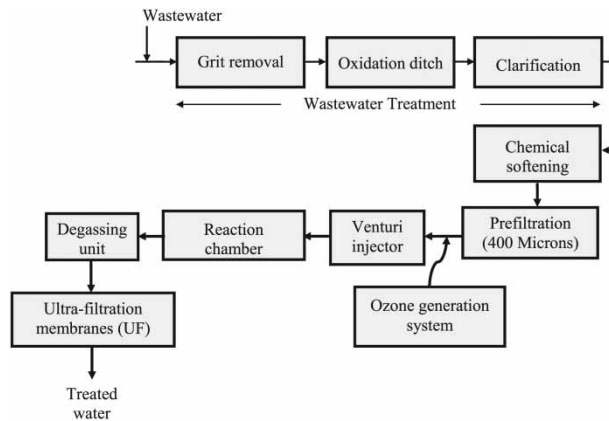 Wastewater
Grit removal
Oxidation ditch
Clarification
Wastewater Treatment
Chemical
softening
Prefiltration
(400 Microns)
Venturi
injector
Reaction
chamber
Degassing
unit
Ozone generation
system
Ultra-filtration
membranes (UF)
Treated
water